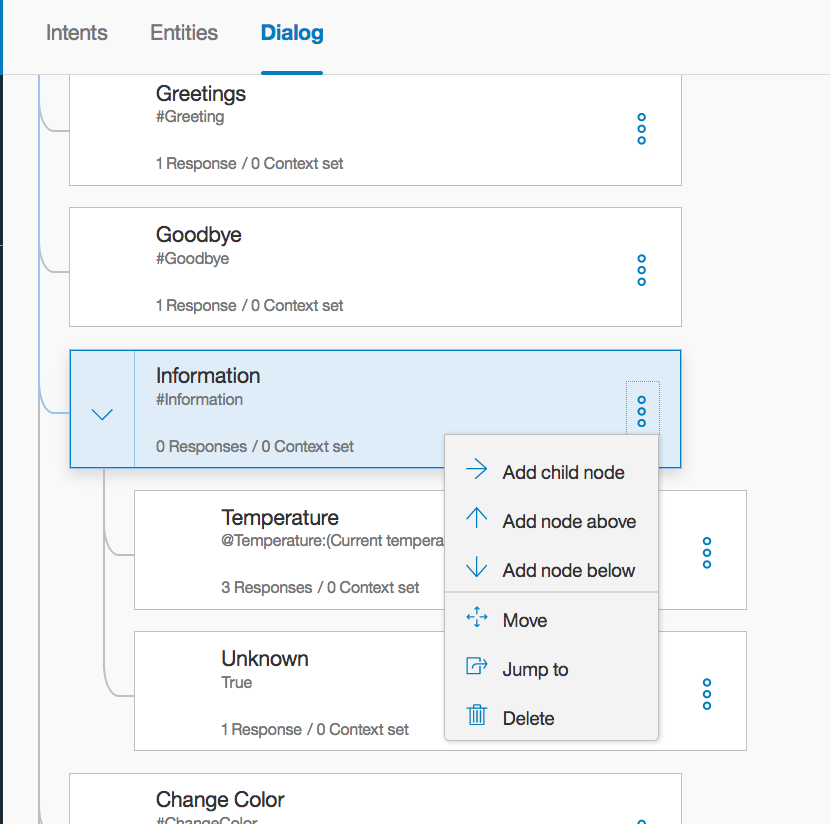 Intents Entities Dialog
Greetings
#Greeting
1 Response / 0 Context set
Goodbye
#Goodbye
1 Response / 0 Context set
Information
#Information
0 Responses / 0 Context set
Add child node
Add node above
Add node below
Move
Jump to
Delete
Temperature
@Temperature:(Current tempera
3 Responses / 0 Context set
Unknown
True
1 Response / 0 Context set
Change Color
#ChangeColor